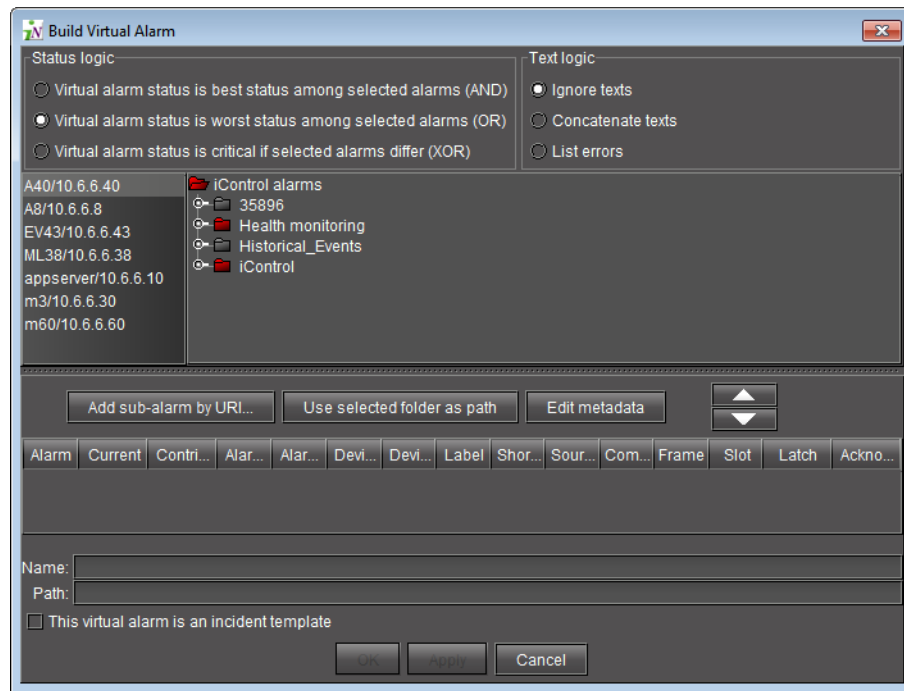 iN Build Virtual Alarm
Status logic
Virtual alarm status is best status among selected alarms (AND)
Virtual alarm status is worst status among selected alarms (OR)
Virtual alarm status is critical if selected alarms differ (XOR)
Text logic
Ignore texts
Concatenate texts
List errors
A40/10.6.6.40
A8/10.6.6.8
EV43/10.6.6.43
ML38/10.6.6.38
appserver/10.6.6.10
m3/10.6.6.30
m60/10.6.6.60
iControl alarms
35896
Health monitoring
Historical_Events
iControl
Add sub-alarm by URI... Use selected folder as path Edit metadata
Alarm Current Contri... Alar... Alar... Devi... Devi... Label Shor... Sour... Com... Frame Slot Latch Ackno...
Name:
Path:
This virtual alarm is an incident template
OK Apply Cancel